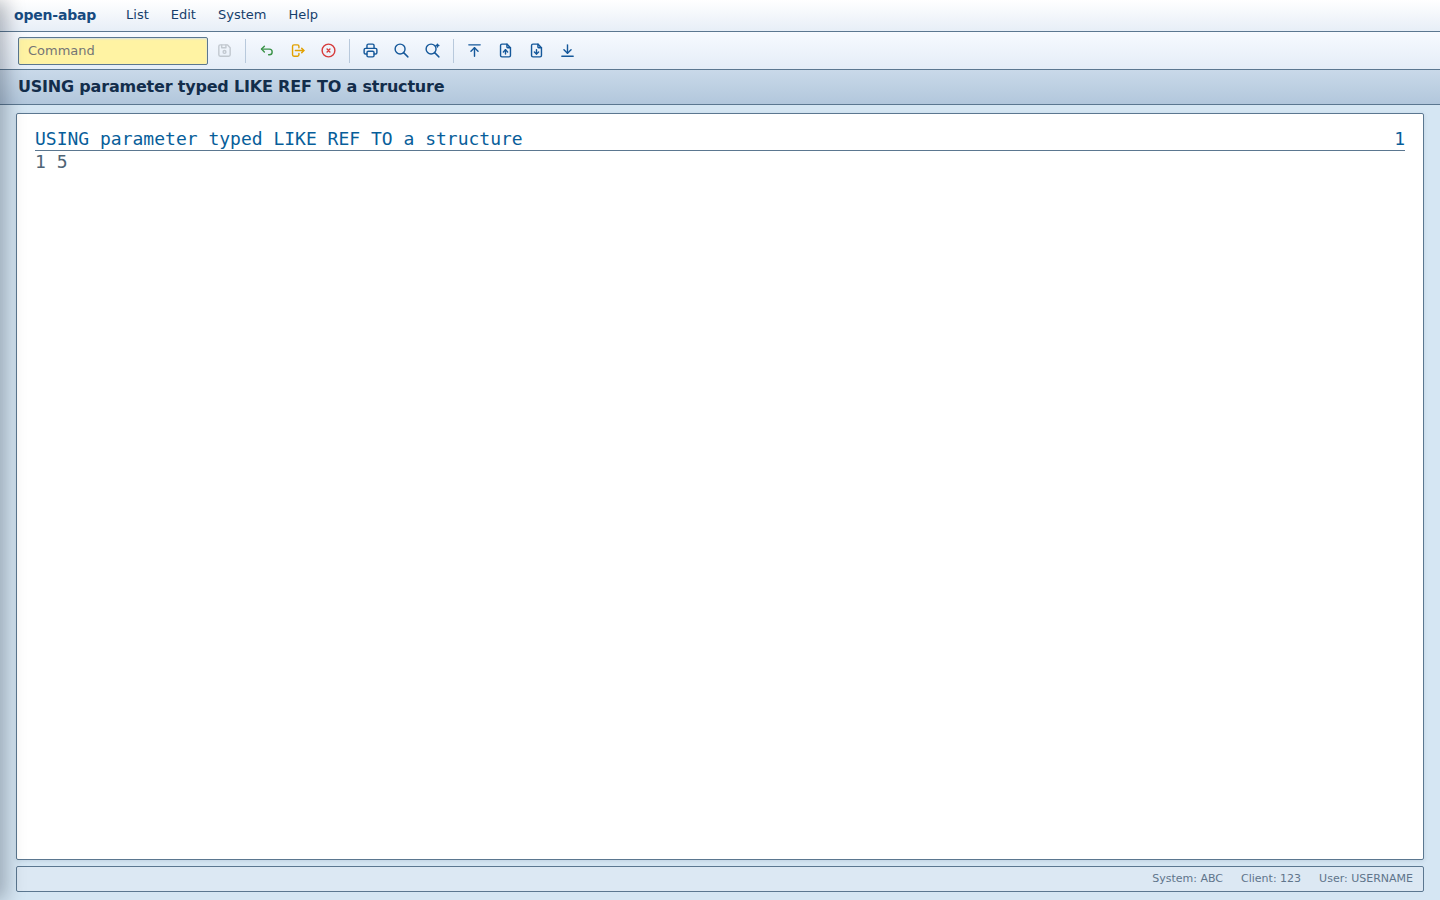 open-abap List Edit System Help
Command
USING parameter typed LIKE REF TO a structure
USING parameter typed LIKE REF TO a structure 1
1 5
System: ABC Client: 123 User: USERNAME